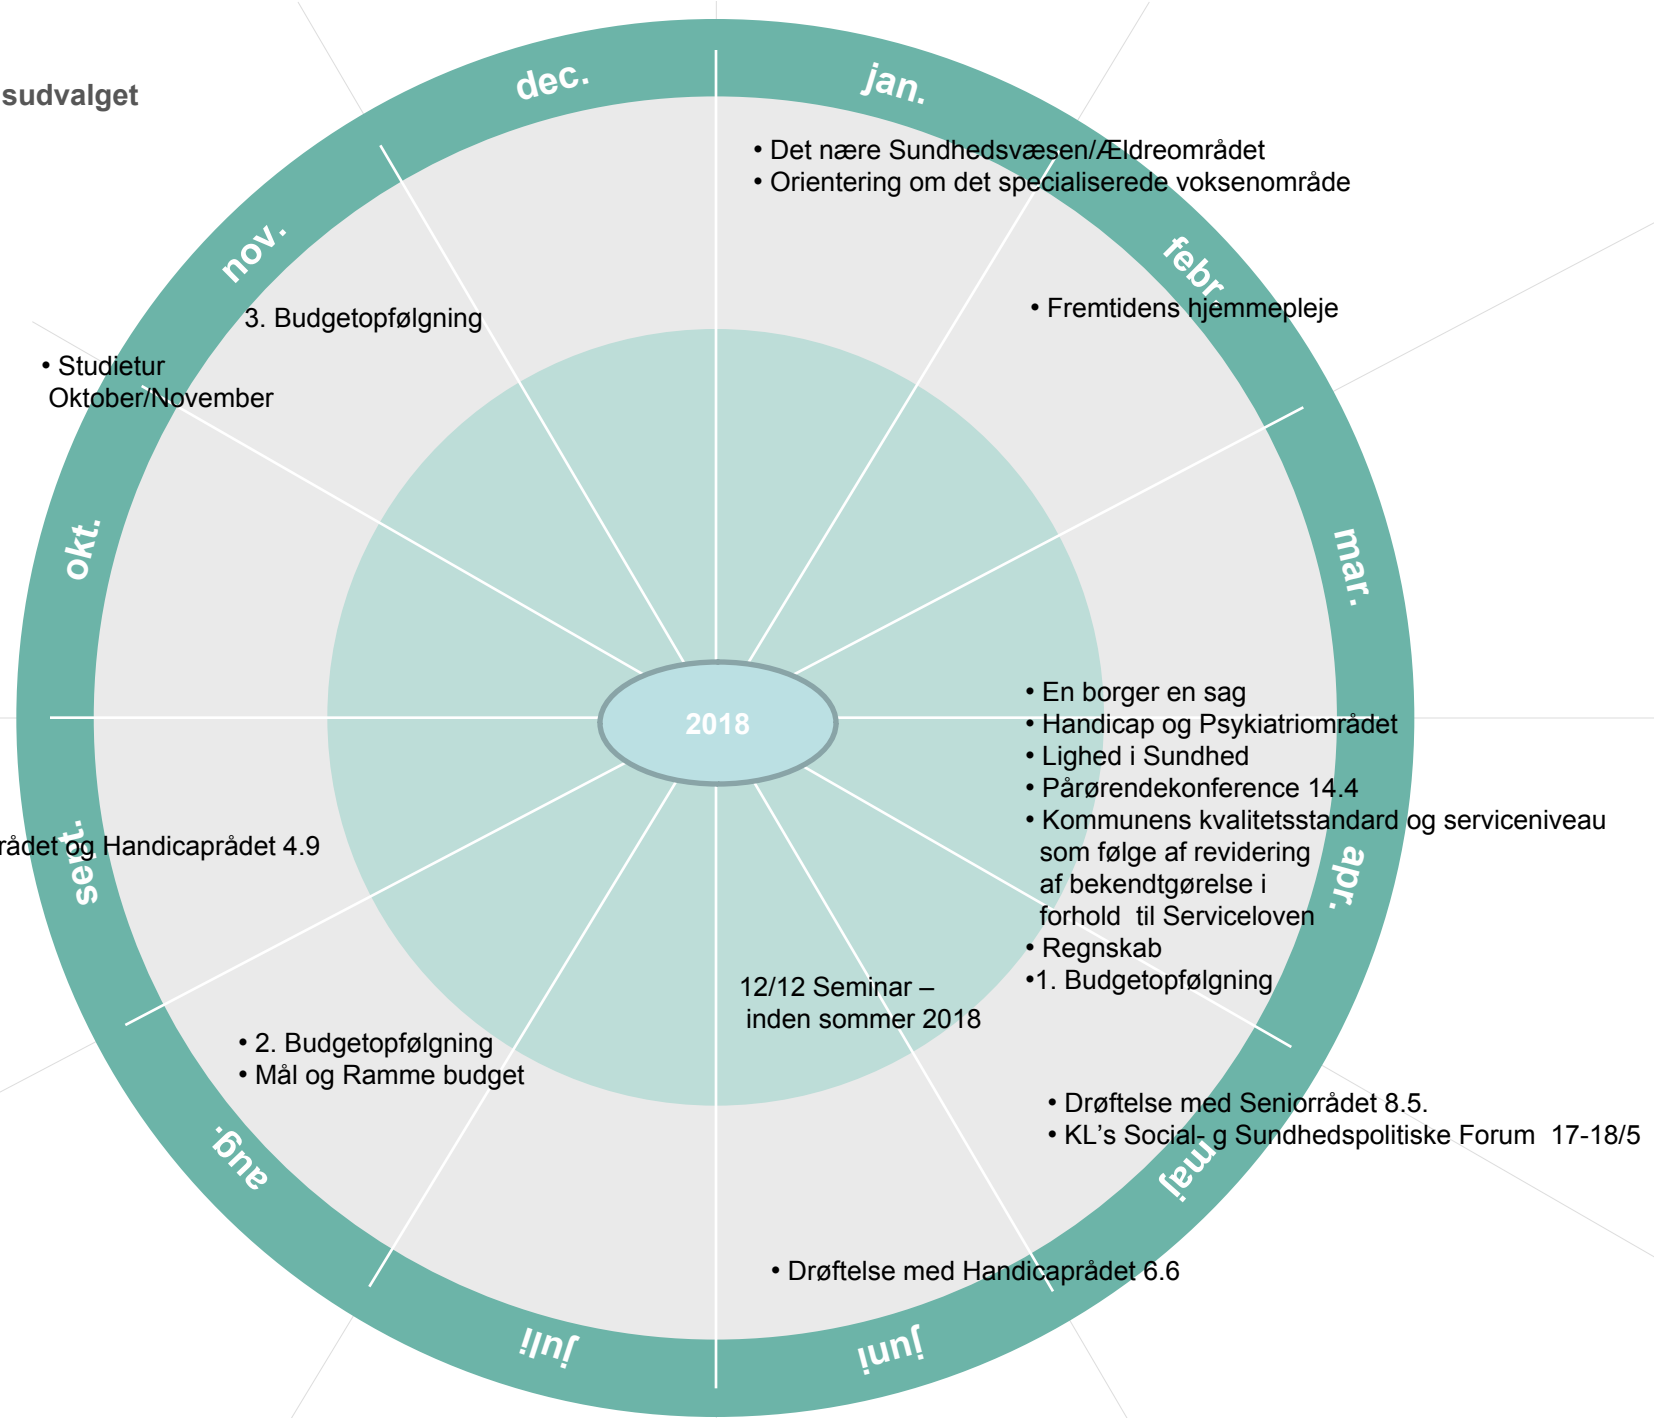 sudvalget
dec.
jan.
• Det nære Sundhedsvæsen/Ældreområdet
• Orientering om det specialiserede voksenområde
nov.
febr.
3. Budgetopfølgning
• Fremtidens hjemmepleje
• Studietur
Oktober/November
okt.
mar.
2018
• En borger en sag
• Handicap og Psykiatriområdet
• Lighed i Sundhed
• Pårørendekonference 14.4
• Kommunens kvalitetsstandard og serviceniveau
som følge af revidering
af bekendtgørelse i
forhold til Serviceloven
• Regnskab
•1. Budgetopfølgning
apr.
sept.
rådet og Handicaprådet 4.9
12/12 Seminar –
inden sommer 2018
• 2. Budgetopfølgning
• Mål og Ramme budget
• Drøftelse med Seniorrådet 8.5.
• KL's Social- g Sundhedspolitiske Forum 17-18/5
aug.
maj
• Drøftelse med Handicaprådet 6.6
juli
juni